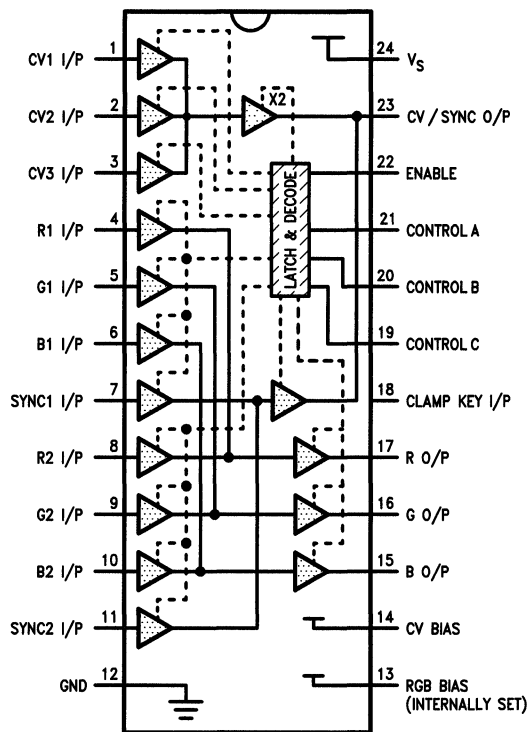 CV1 I/P 1
CV2 I/P 2
CV3 I/P 3
R1 I/P 4
G1 I/P 5
B1 I/P 6
SYNC1 I/P 7
R2 I/P 8
G2 I/P 9
B2 I/P 10
SYNC2 I/P 11
GND 12
X2
LATCH & DECODE
24 VS
23 CV/SYNC O/P
22 ENABLE
21 CONTROL A
20 CONTROL B
19 CONTROL C
18 CLAMP KEY I/P
17 R O/P
16 G O/P
15 B O/P
14 CV BIAS
13 RGB BIAS
(INTERNALLY SET)